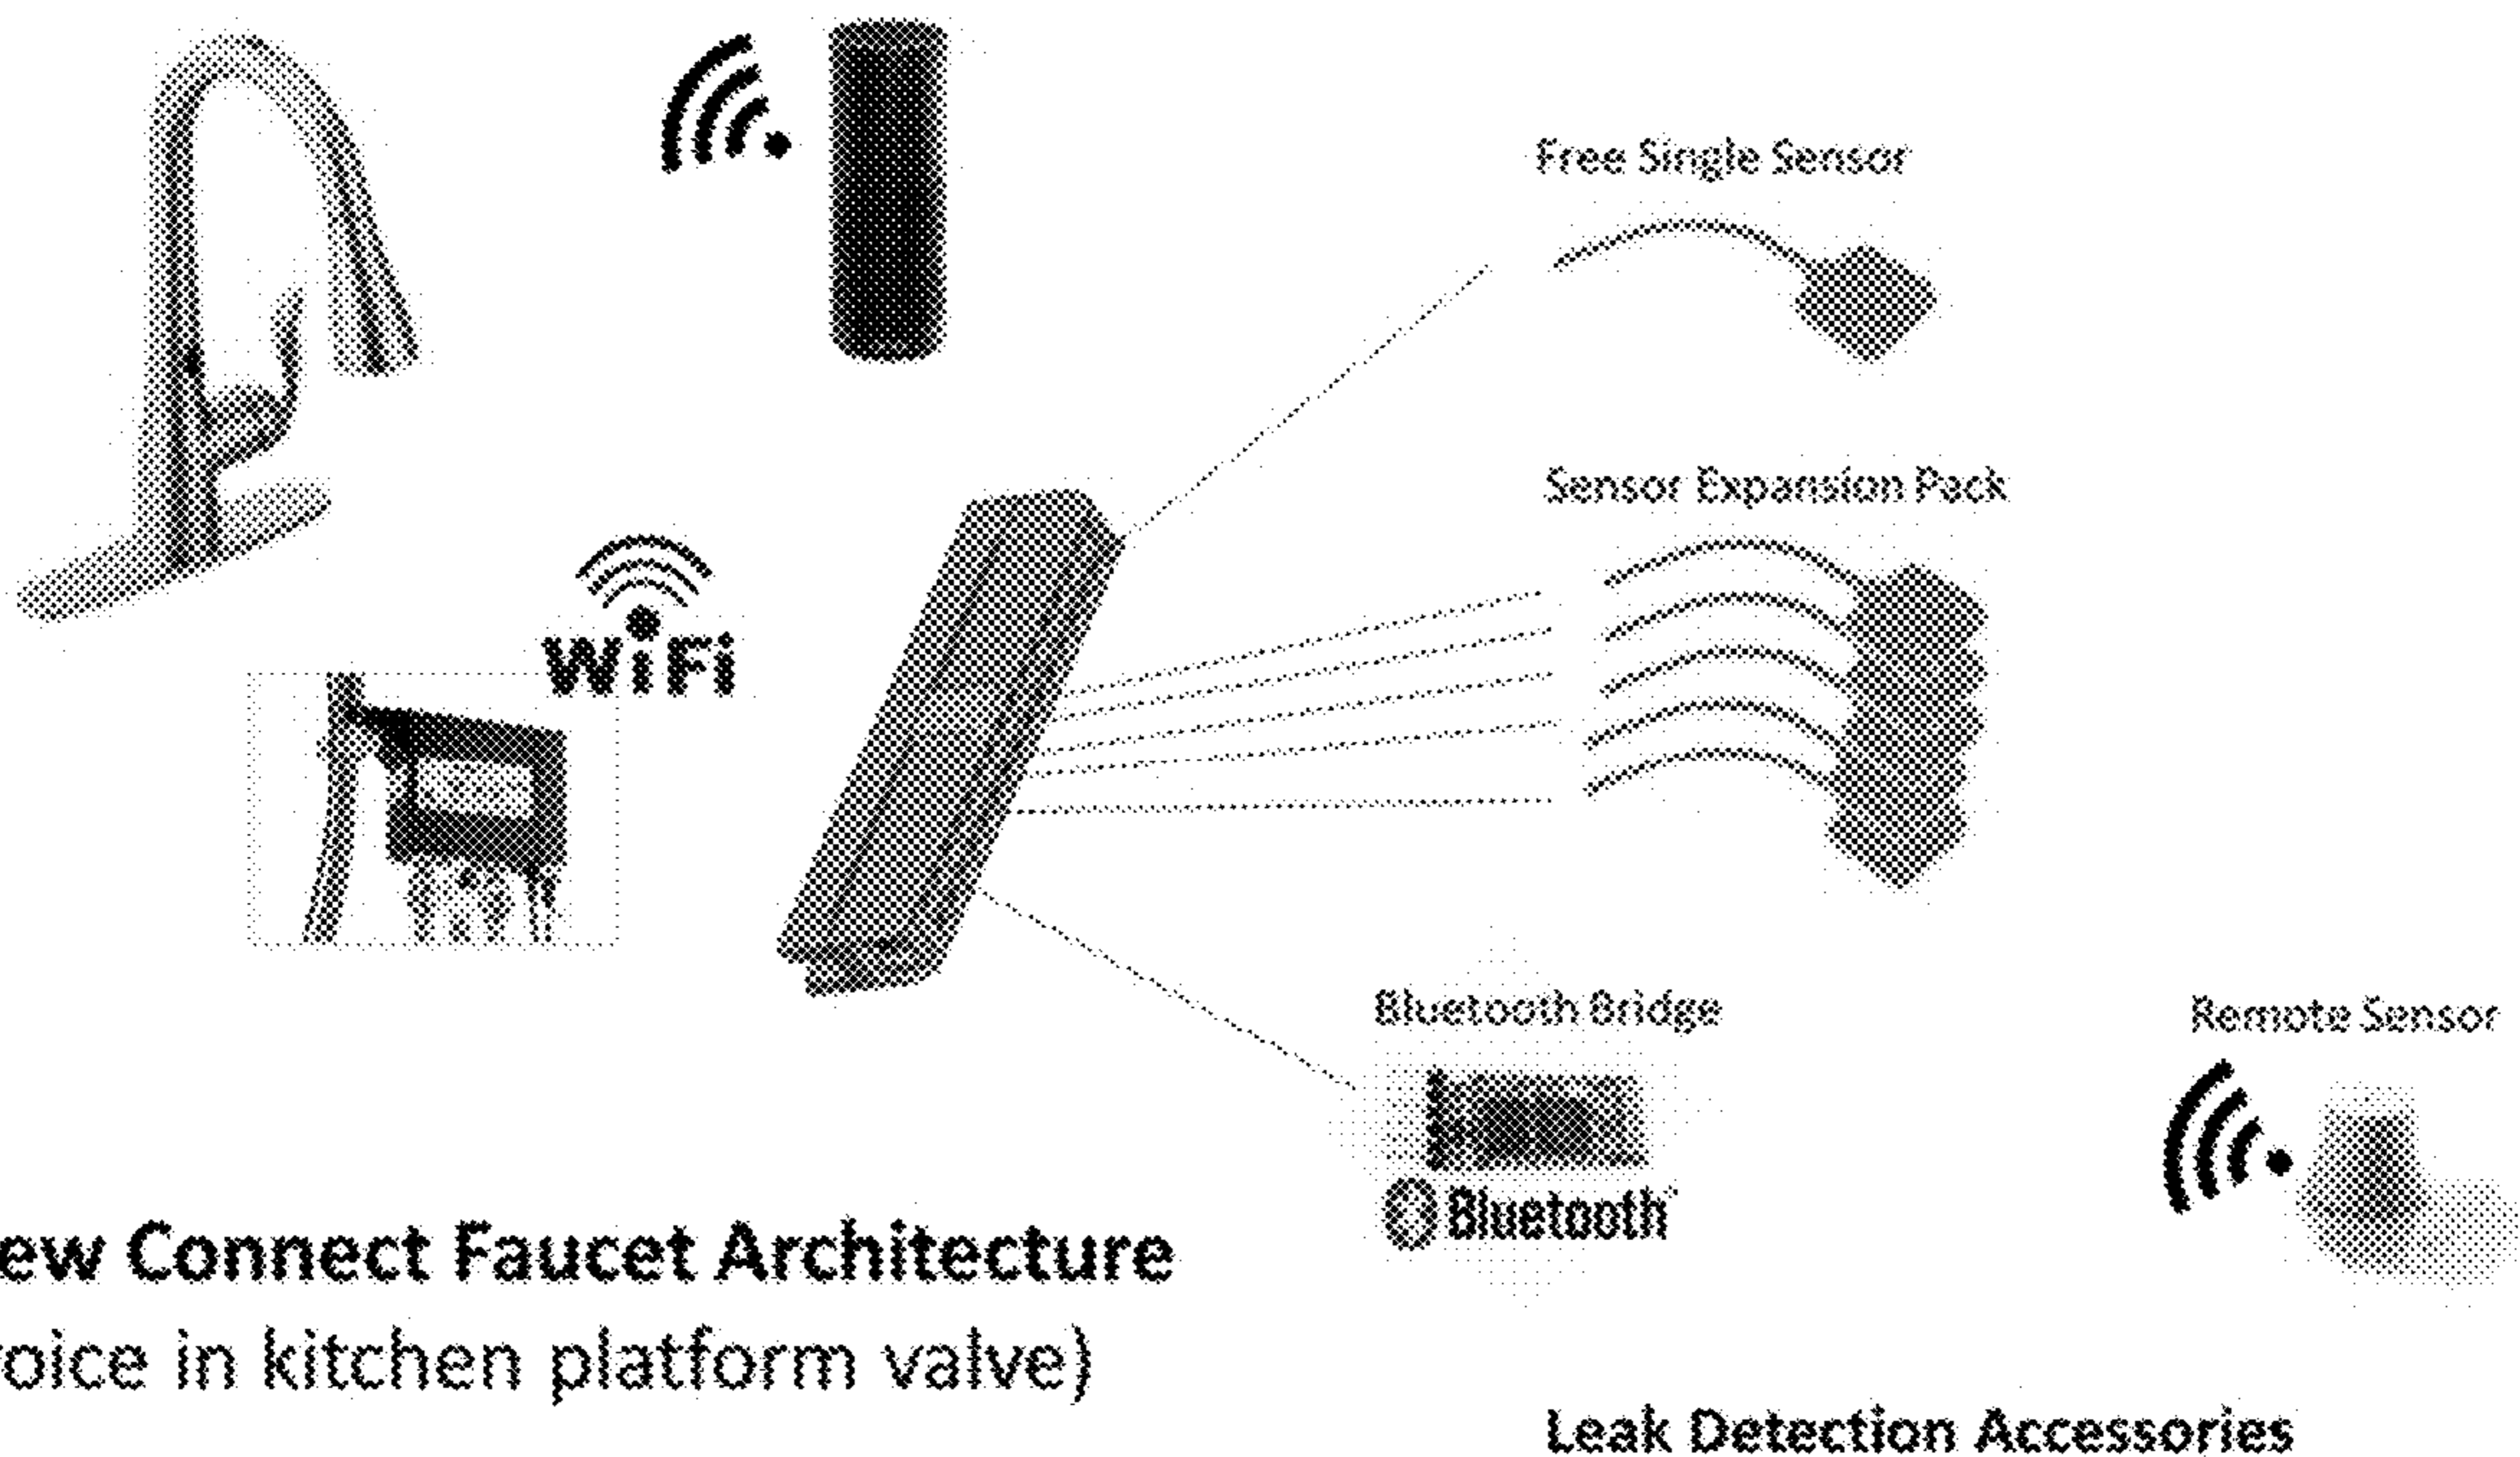 Free Single Sensor
Sensor Expansion Pack
WiFi
Bluetooth Bridge
Remote Sensor
Bluetooth
ew Connect Faucet Architecture
oice in kitchen platform valve)
Leak Detection Accessories